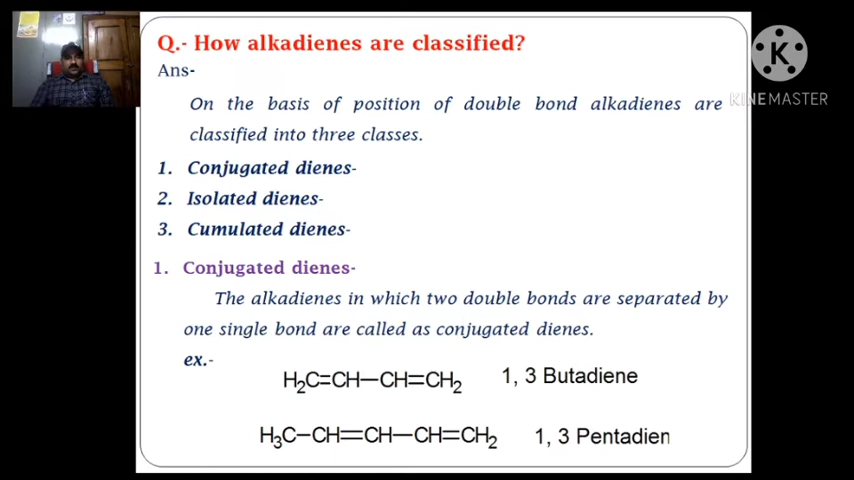 Q.- How alkadienes are classified?
Ans-
On the basis of position of double bond alkadienes are
classified into three classes.
1. Conjugated dienes-
2. Isolated dienes-
3. Cumulated dienes-
1. Conjugated dienes-
The alkadienes in which two double bonds are separated by
one single bond are called as conjugated dienes.
ex.-
H₂C=CH—CH=CH₂ 1, 3 Butadiene
H₃C—CH=CH—CH=CH₂ 1, 3 Pentadien
K
KINEMASTER